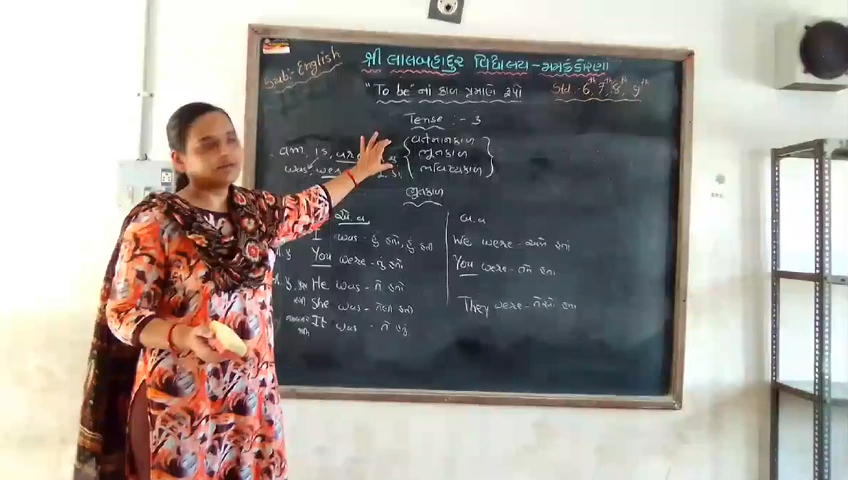 શ્રી લાલબહાદુર વિદ્યાલય -
Sub:- English
"To be" નાં કાળ પ્રમાણે રૂપો
Std.- 6th, 7th, 8th, 9th
Tense :- 3
am, is, are
વર્તમાનકાળ
was, were
ભૂતકાળ
ભવિષ્યકાળ
ભૂતકાળ
એ.વ
બ.વ
I was - હું હતો, હું હતી
We were - અમે હતાં
You were - તું હતો
You were - તમે હતા
He was - તે હતો
She was - તેણી હતી
They were - તેઓ હતા
It was - તે હતું